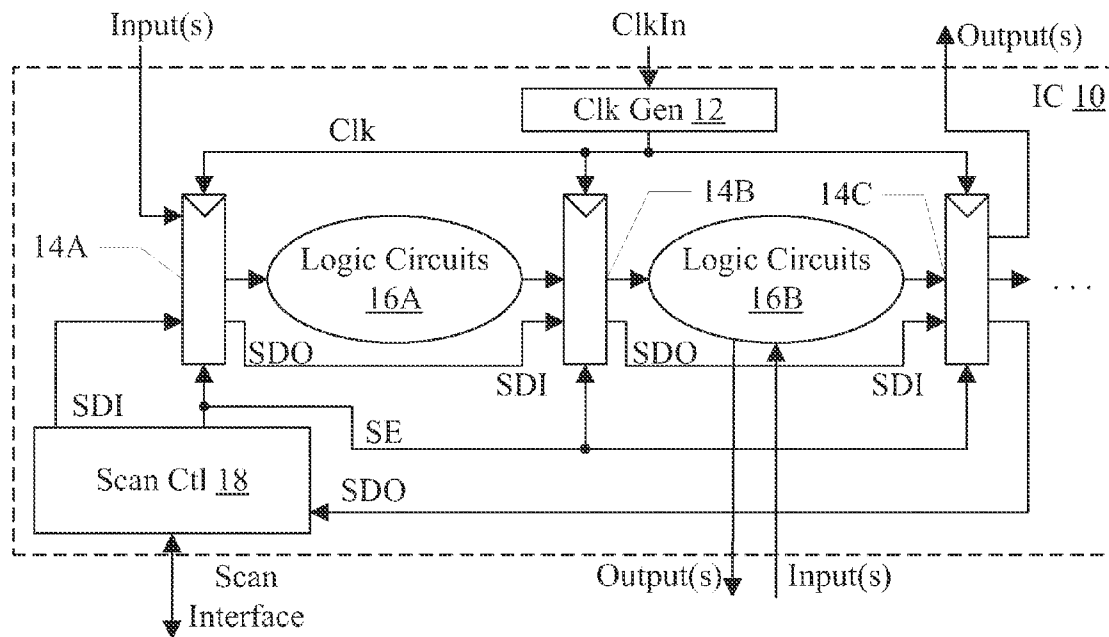 Input(s)
ClkIn
Output(s)
IC 10
Clk Gen 12
Clk
14A
Logic Circuits
16A
14B
Logic Circuits
16B
14C
. . .
SDO
SDI
SDO
SDI
SDI
SE
Scan Ctl 18
SDO
Scan
Interface
Output(s)
Input(s)